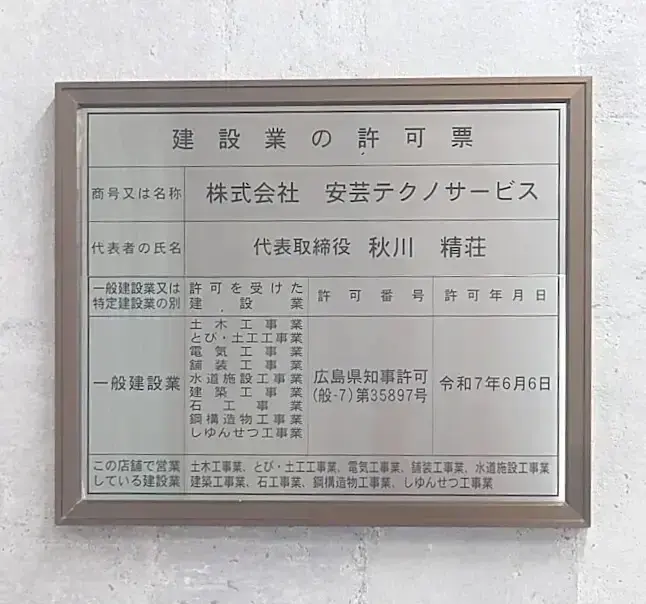 建設業の許可票
商号又は名称 株式会社 安芸テクノサービス
代表者の氏名 代表取締役 秋川 精荘
一般建設業又は
特定建設業の別
許可を受けた
建設業
許可番号
許可年月日
一般建設業
土木工事業
とび・土工工事業
電気工事業
舗装工事業
水道施設工事業
建築工事業
石工事業
鋼構造物工事業
しゆんせつ工事業
広島県知事許可
(般-7)第35897号
令和7年6月6日
この店舗で営業
している建設業
土木工事業、とび・土工工事業、電気工事業、舗装工事業、水道施設工事業
建築工事業、石工事業、鋼構造物工事業、しゆんせつ工事業